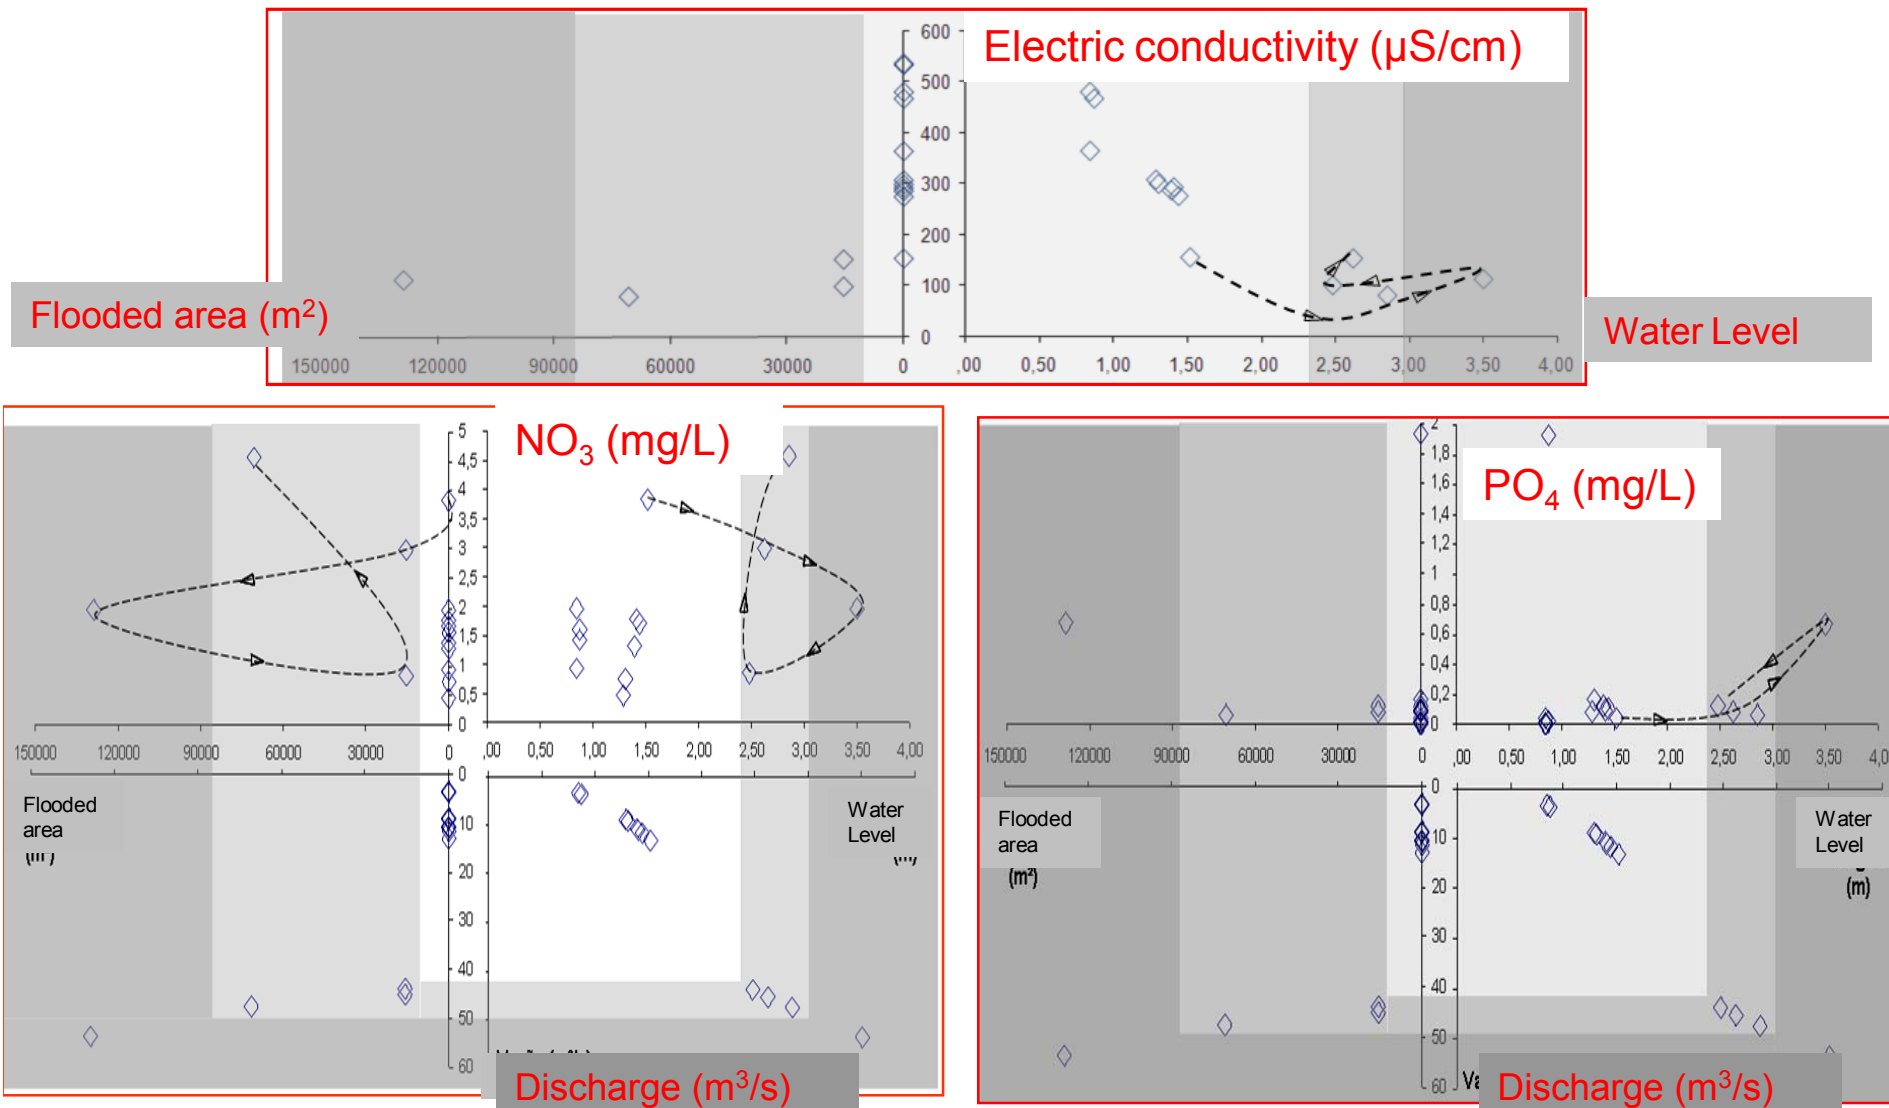 Electric conductivity (µS/cm)
600
500
400
300
200
100
0
Flooded area (m²)
Water Level
150000 120000 90000 60000 30000 0 ,00 0,50 1,00 1,50 2,00 2,50 3,00 3,50 4,00
NO₃ (mg/L)
5
4,5
4
3,5
3
2,5
2
1,5
1
0,5
0
150000 120000 90000 60000 30000 0 ,00 0,50 1,00 1,50 2,00 2,50 3,00 3,50 4,00
0
10
20
30
40
50
60
Flooded
area
Water
Level
(m)
Discharge (m³/s)
PO₄ (mg/L)
2
1,8
1,6
1,4
1,2
1
0,8
0,6
0,4
0,2
0
150000 120000 90000 60000 30000 0 ,00 0,50 1,00 1,50 2,00 2,50 3,00 3,50 4,0
0
10
20
30
40
50
60
Flooded
area
(m²)
Water
Level
(m)
Va
Discharge (m³/s)